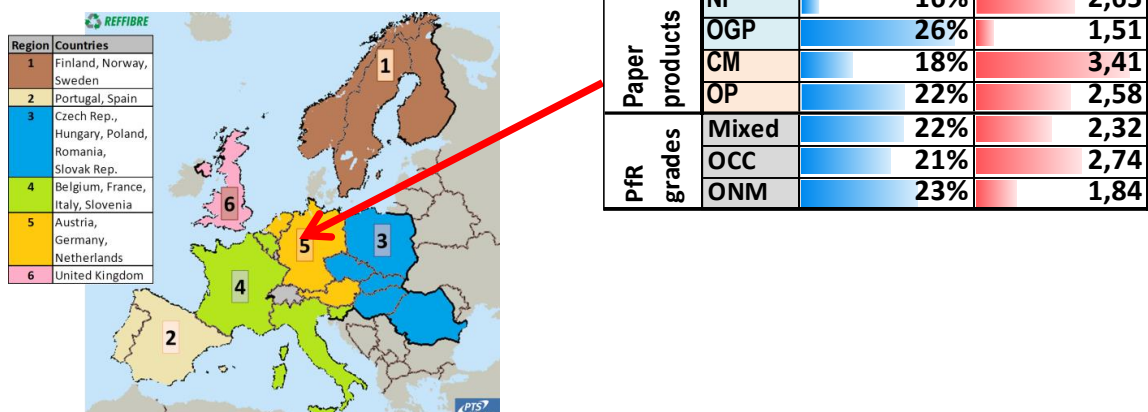 REFFIBRE
Region Countries
1 Finland, Norway,
Sweden
2 Portugal, Spain
3 Czech Rep.,
Hungary, Poland,
Romania,
Slovak Rep.
4 Belgium, France,
Italy, Slovenia
5 Austria,
Germany,
Netherlands
6 United Kingdom
1
2
3
4
5
6
PTS
Paper
products
OGP 26% 1,51
CM 18% 3,41
OP 22% 2,58
PfR
grades
Mixed 22% 2,32
OCC 21% 2,74
ONM 23% 1,84